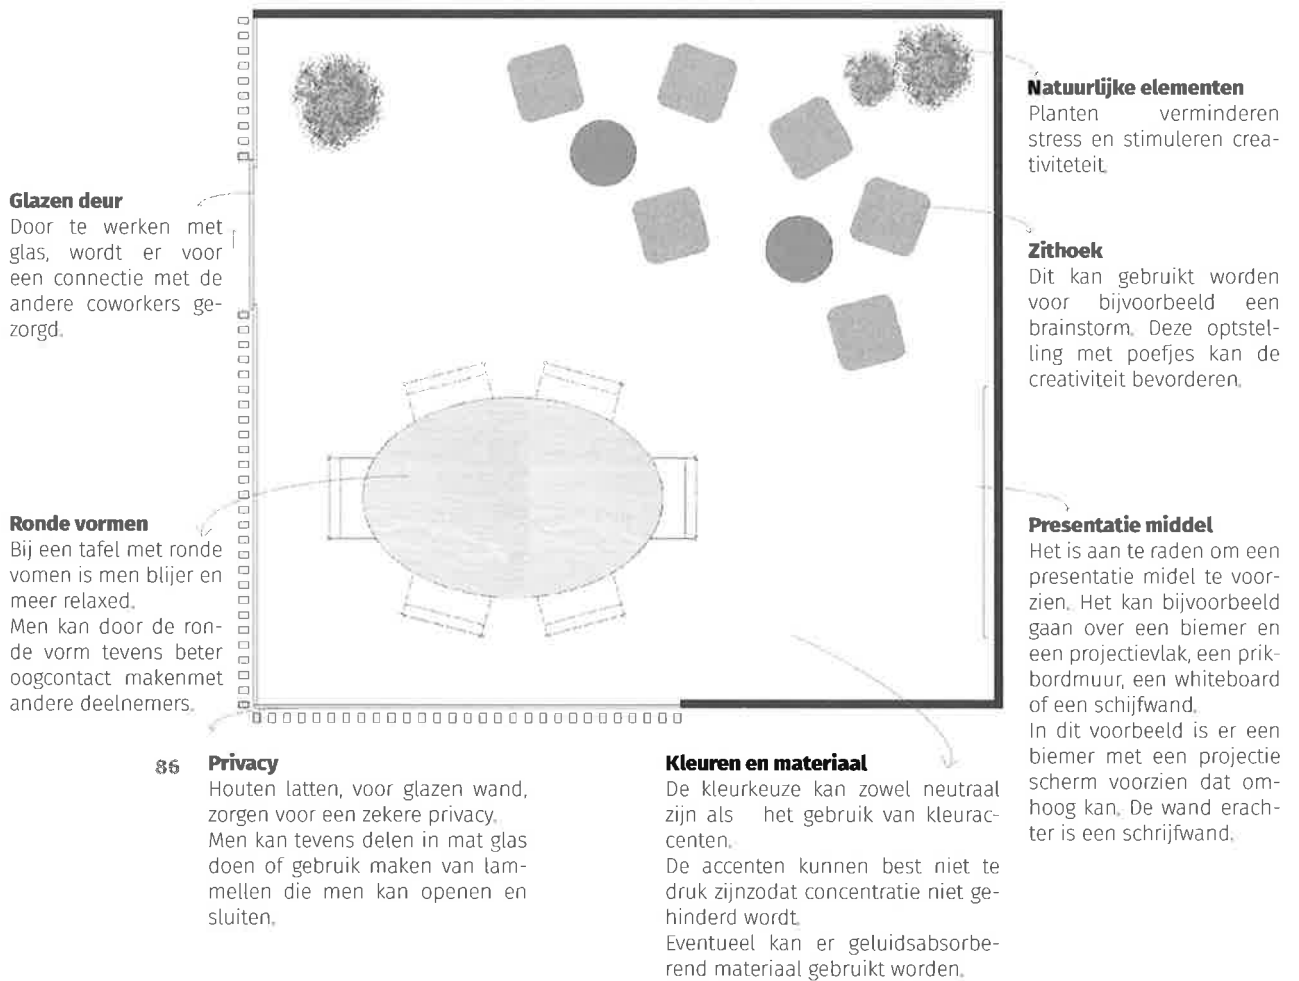 Natuurlijke elementen
Planten verminderen
stress en stimuleren crea-
tiviteteit.
Glazen deur
Door te werken met
glas, wordt er voor
een connectie met de
andere coworkers ge-
zorgd.
Zithoek
Dit kan gebruikt worden
voor bijvoorbeeld een
brainstorm. Deze optstel-
ling met poefjes kan de
creativiteit bevorderen.
Ronde vormen
Bij een tafel met ronde
vomen is men blijer en
meer relaxed.
Men kan door de ron-
de vorm tevens beter
oogcontact makenmet
andere deelnemers.
Presentatie middel
Het is aan te raden om een
presentatie midel te voor-
zien. Het kan bijvoorbeeld
gaan over een biemer en
een projectievlak, een prik-
bordmuur, een whiteboard
of een schijfwand.
In dit voorbeeld is er een
biemer met een projectie
scherm voorzien dat om-
hoog kan. De wand erach-
ter is een schrijfwand.
86
Privacy
Houten latten, voor glazen wand,
zorgen voor een zekere privacy.
Men kan tevens delen in mat glas
doen of gebruik maken van lam-
mellen die men kan openen en
sluiten.
Kleuren en materiaal
De kleurkeuze kan zowel neutraal
zijn als het gebruik van kleurac-
centen.
De accenten kunnen best niet te
druk zijnzodat concentratie niet ge-
hinderd wordt.
Eventueel kan er geluidsabsorbe-
rend materiaal gebruikt worden.